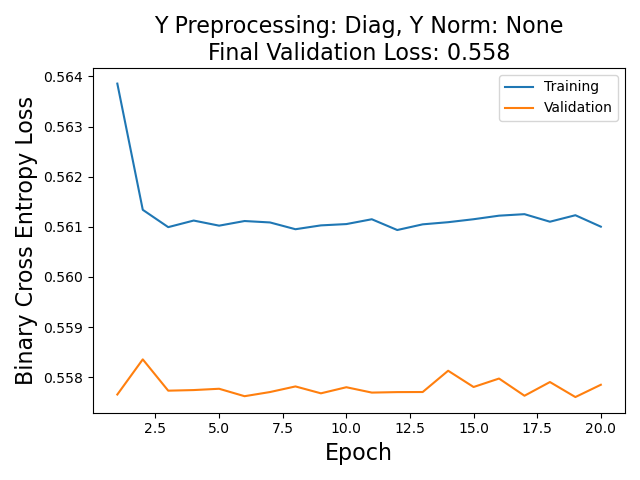 Y Preprocessing: Diag, Y Norm: None
Final Validation Loss: 0.558
0.564
0.563
0.562
0.561
0.560
0.559
0.558
Binary Cross Entropy Loss
Training
Validation
2.5
5.0
7.5
10.0
12.5
15.0
17.5
20.0
Epoch